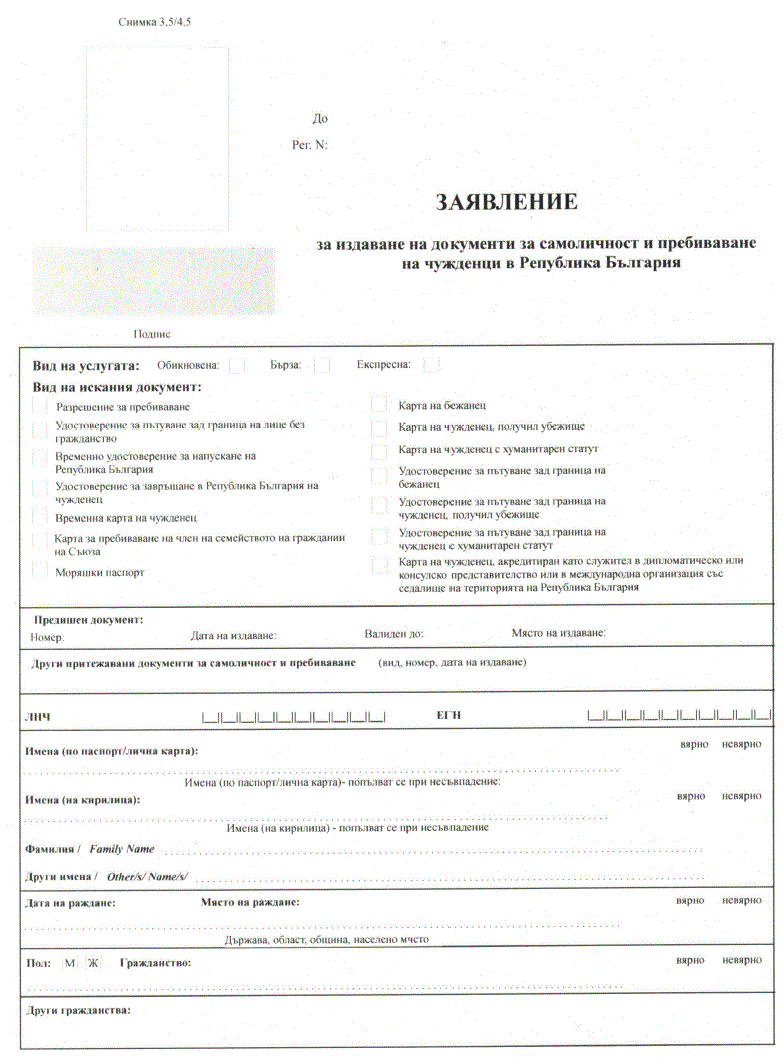 Снимка 3,5/4,5
До
Рег. N:
ЗАЯВЛЕНИЕ
за издаване на документи за самоличност и пребиваване
на чужденци в Република България
Подпис
Вид на услугата: Обикновена: Бърза: Експресна:
Вид на искания документ:
Разрешение за пребиваване
Удостоверение за пътуване зад граница на лице без
гражданство
Временно удостоверение за напускане на
Република България
Удостоверение за завръщане в Република България на
чужденец
Временна карта на чужденец
Карта за пребиваване на член на семейството на гражданин
на Съюза
Моряшки паспорт
Карта на бежанец
Карта на чужденец, получил убежище
Карта на чужденец с хуманитарен статут
Удостоверение за пътуване зад граница на
бежанец
Удостоверение за пътуване зад граница на
чужденец, получил убежище
Удостоверение за пътуване зад граница на
чужденец с хуманитарен статут
Карта на чужденец, акредитиран като служител в дипломатическо или
консулско представителство или в международна организация със
седалище на територията на Република България
Предишен документ:
Номер: Дата на издаване: Валиден до: Място на издаване:
Други притежавани документи за самоличност и пребиваване (вид, номер, дата на издаване)
ЛНЧ ЕГН
Имена (по паспорт/лична карта): вярно невярно
Имена (по паспорт/лична карта)- попълват се при несъвпадение:
Имена (на кирилица): вярно невярно
Имена (на кирилица) - попълват се при несъвпадение
Фамилия / Family Name
Други имена / Other/s/ Name/s/
Дата на раждане: Място на раждане: вярно невярно
Държава, област, община, населено мчсто
Пол: М Ж Гражданство: вярно невярно
Други гражданства: